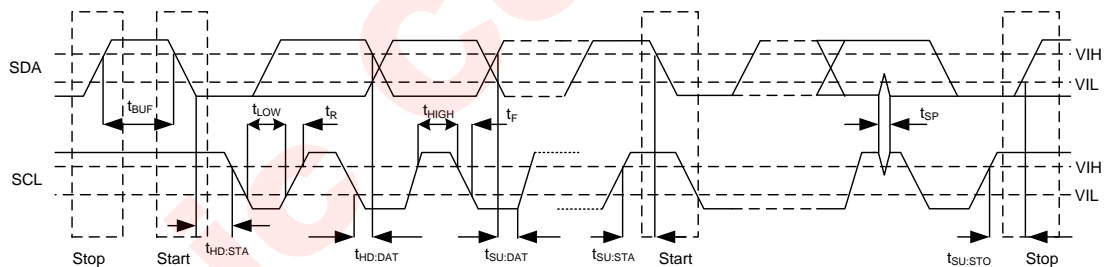 SDA
VIH
VIL
tBUF
tLOW
tR
tHIGH
tF
tSP
SCL
VIH
VIL
tHD:STA
tHD:DAT
tSU:DAT
tSU:STA
tSU:STO
Stop
Start
Start
Stop